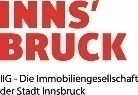 INNS'
BRUCK
IIG - Die Immobiliengesellschaft
der Stadt Innsbruck